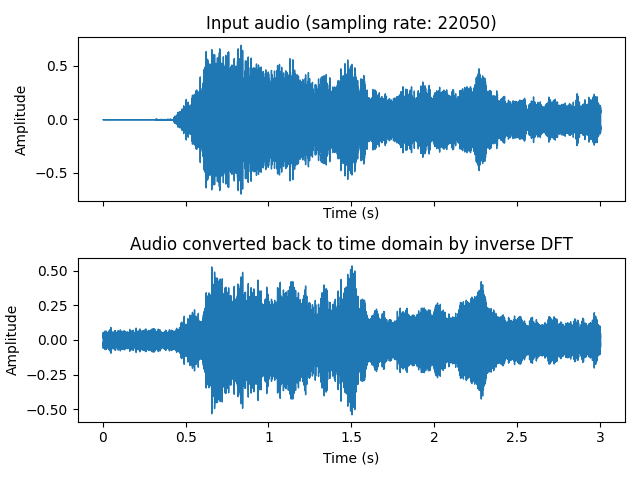 Input audio (sampling rate: 22050)
0.5
0.0
−0.5
Amplitude
Time (s)
Audio converted back to time domain by inverse DFT
0.50
0.25
0.00
−0.25
−0.50
Amplitude
0 0.5 1 1.5 2 2.5 3
Time (s)